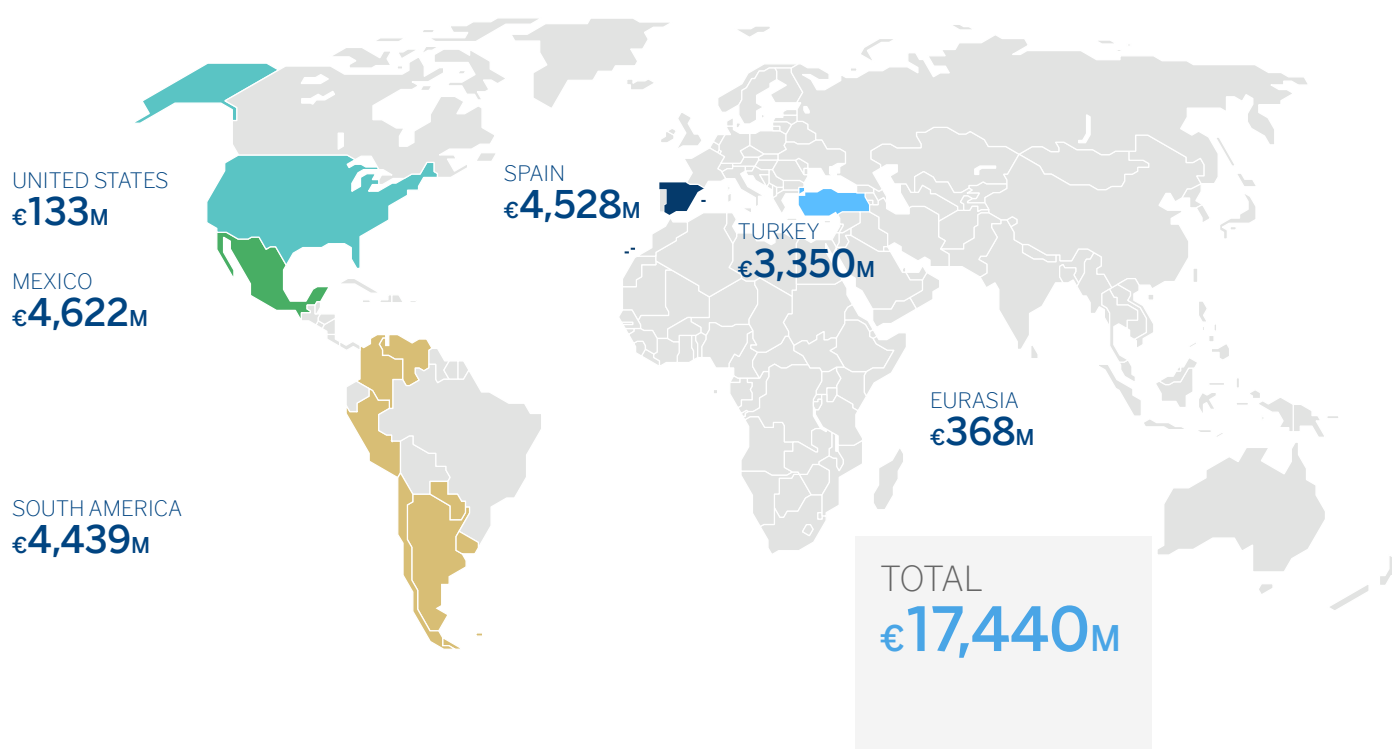 UNITED STATES
€133M
SPAIN
€4,528M
TURKEY
€3,350M
MEXICO
€4,622M
EURASIA
€368M
SOUTH AMERICA
€4,439M
TOTAL
€17,440M